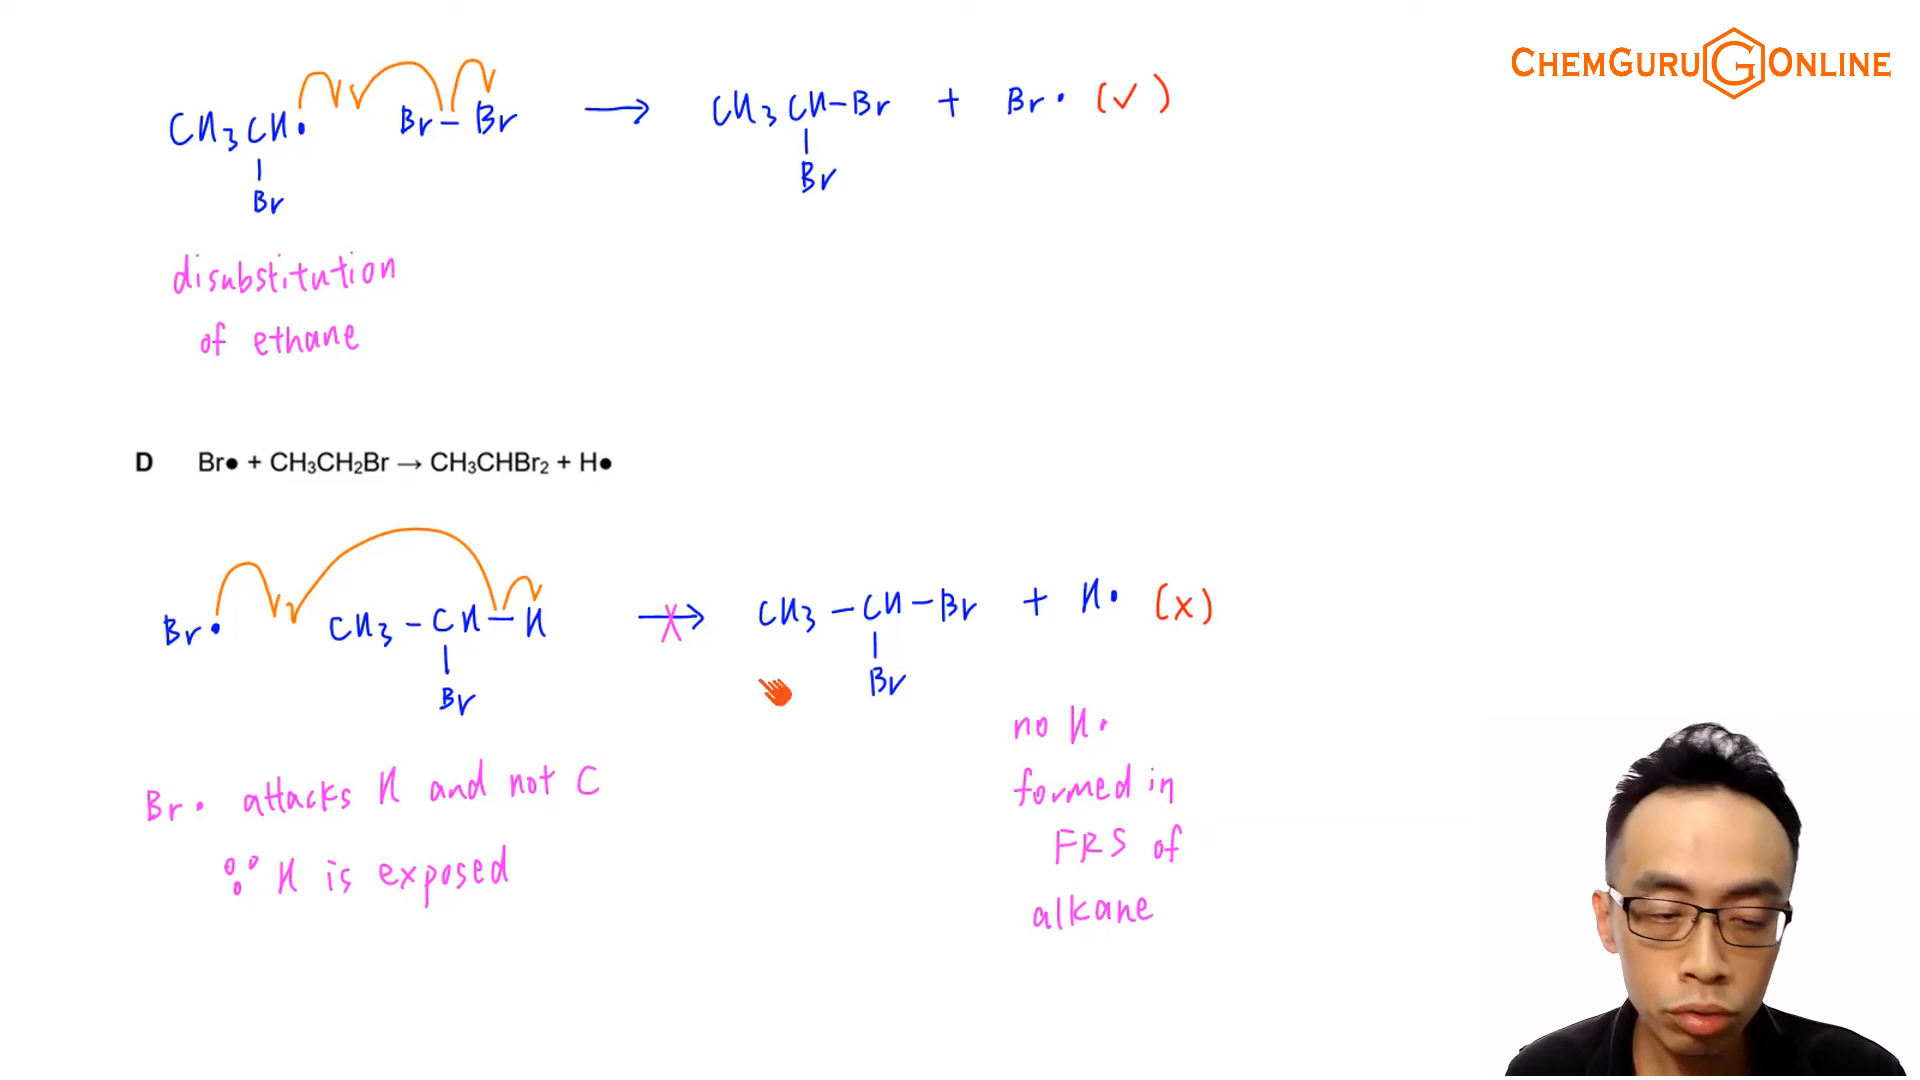 CHEMGURU G ONLINE
CH3CH• Br–Br → CH3CH–Br + Br• (✓)
Br Br
disubstitution
of ethane
D Br● + CH₃CH₂Br → CH₃CHBr₂ + H●
Br• CH3–CH–H → CH3–CH–Br + H• (x)
Br Br
no H•
formed in
FRS of
alkane
Br• attacks H and not C
∵ H is exposed